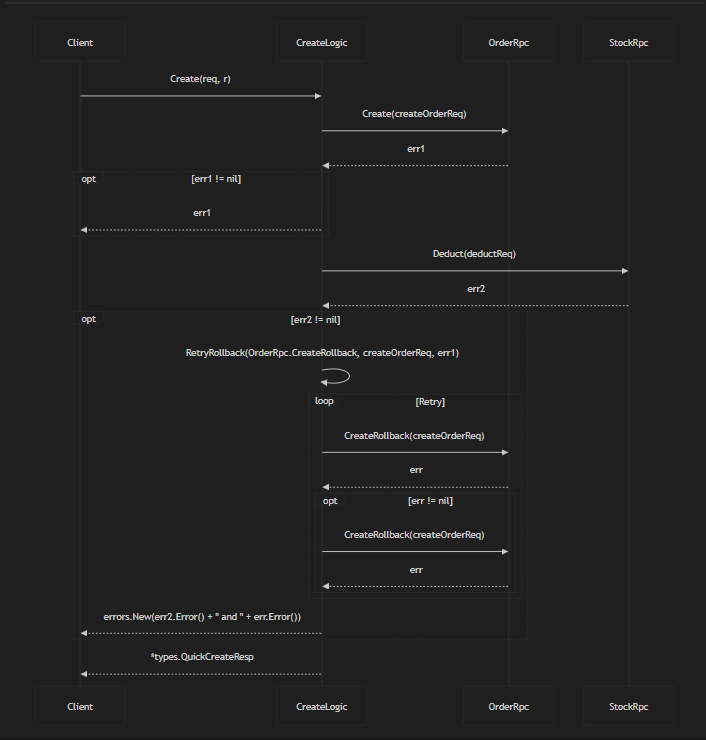 Client CreateLogic OrderRpc StockRpc
Create(req, r)
Create(createOrderReq)
err1
opt [err1 != nil]
err1
Deduct(deductReq)
err2
opt [err2 != nil]
RetryRollback(OrderRpc.CreateRollback, createOrderReq, err1)
loop [Retry]
CreateRollback(createOrderReq)
err
opt [err != nil]
CreateRollback(createOrderReq)
err
errors.New(err2.Error() + " and " + err.Error())
*types.QuickCreateResp
Client CreateLogic OrderRpc StockRpc